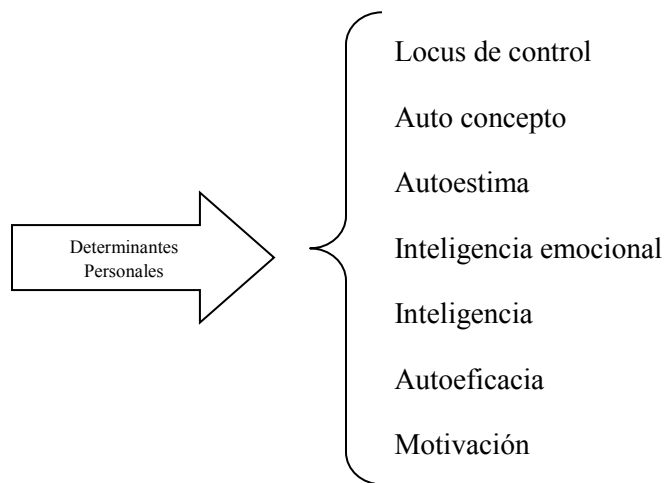 Determinantes
Personales
Locus de control
Auto concepto
Autoestima
Inteligencia emocional
Inteligencia
Autoeficacia
Motivación